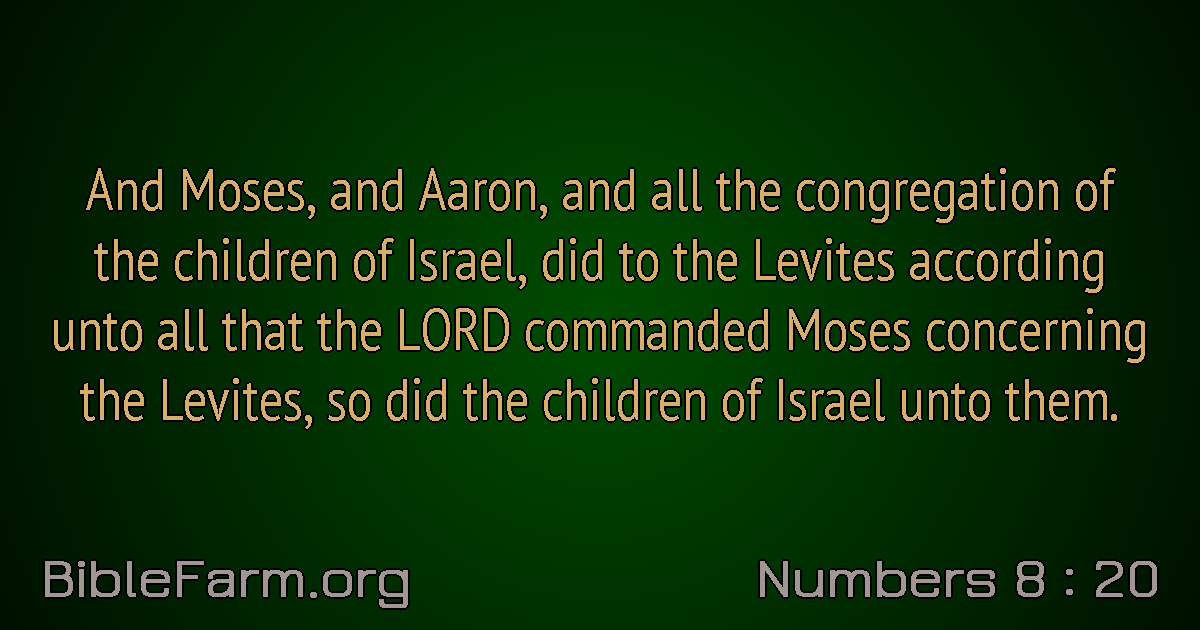 And Moses, and Aaron, and all the congregation of
the children of Israel, did to the Levites according
unto all that the LORD commanded Moses concerning
the Levites, so did the children of Israel unto them.
BibleFarm.org
Numbers 8 : 20